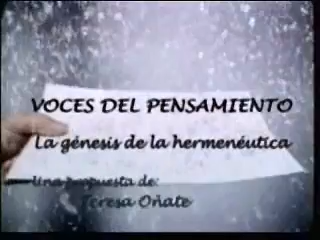 VOCES DEL PENSAMIENTO
La génesis de la hermenéutica
Una propuesta de:
Teresa Oñate